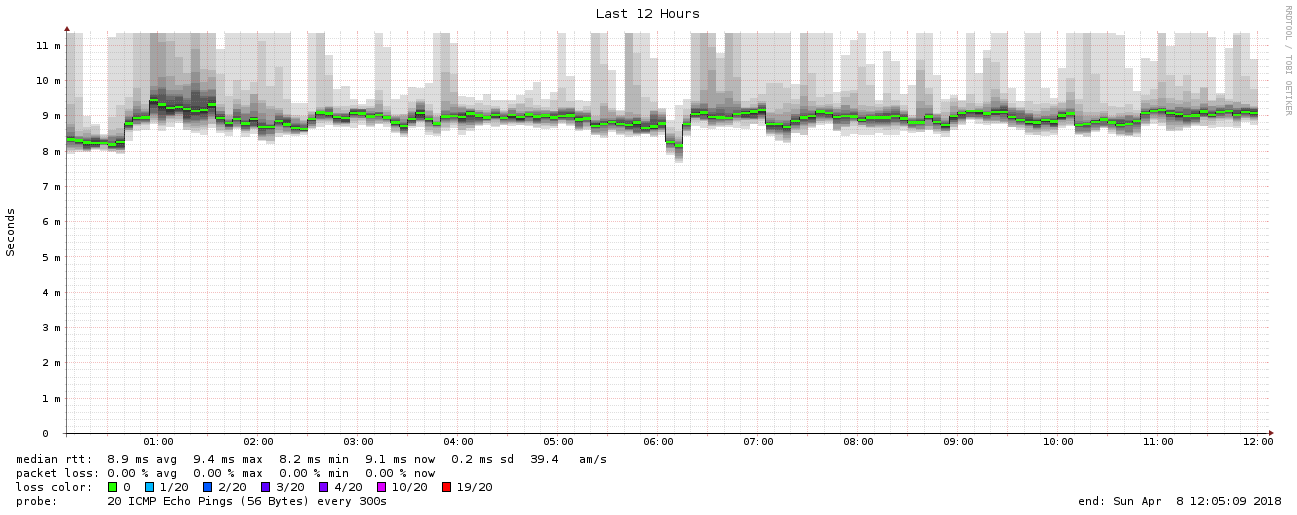 Last 12 Hours
RRDTOOL / TOBI OETIKER
Seconds
11 m
10 m
9 m
8 m
7 m
6 m
5 m
4 m
3 m
2 m
1 m
0
01:00 02:00 03:00 04:00 05:00 06:00 07:00 08:00 09:00 10:00 11:00 12:00
median rtt: 8.9 ms avg 9.4 ms max 8.2 ms min 9.1 ms now 0.2 ms sd 39.4 am/s
packet loss: 0.00 % avg 0.00 % max 0.00 % min 0.00 % now
loss color: 0 1/20 2/20 3/20 4/20 10/20 19/20
probe: 20 ICMP Echo Pings (56 Bytes) every 300s end: Sun Apr 8 12:05:09 2018